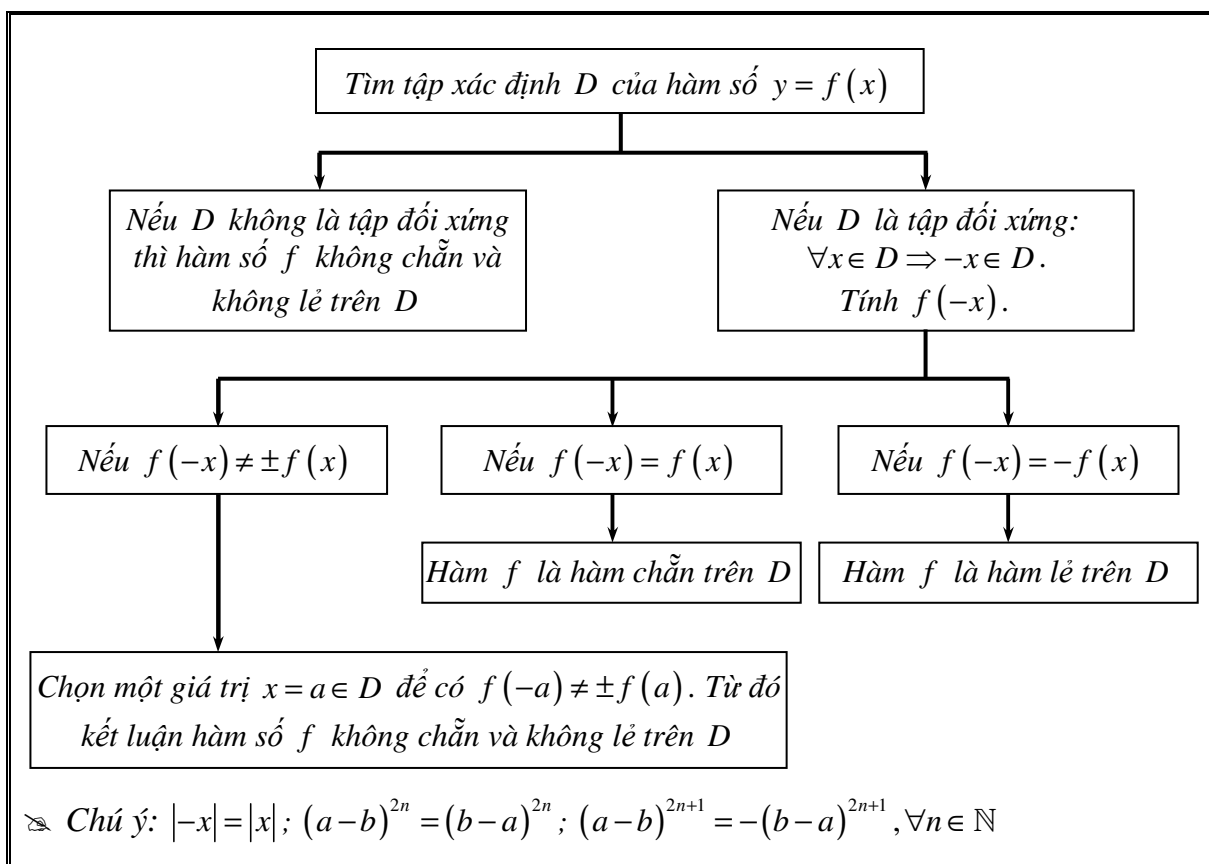 Tìm tập xác định D của hàm số y = f(x)
Nếu D không là tập đối xứng
thì hàm số f không chẵn và
không lẻ trên D
Nếu D là tập đối xứng:
∀x ∈ D ⇒ −x ∈ D.
Tính f(−x).
Nếu f(−x) ≠ ±f(x)
Nếu f(−x) = f(x)
Nếu f(−x) = −f(x)
Hàm f là hàm chẵn trên D
Hàm f là hàm lẻ trên D
Chọn một giá trị x = a ∈ D để có f(−a) ≠ ±f(a). Từ đó
kết luận hàm số f không chẵn và không lẻ trên D
✎ Chú ý: |−x| = |x|; (a−b)²ⁿ = (b−a)²ⁿ; (a−b)²ⁿ⁺¹ = −(b−a)²ⁿ⁺¹, ∀n ∈ ℕ